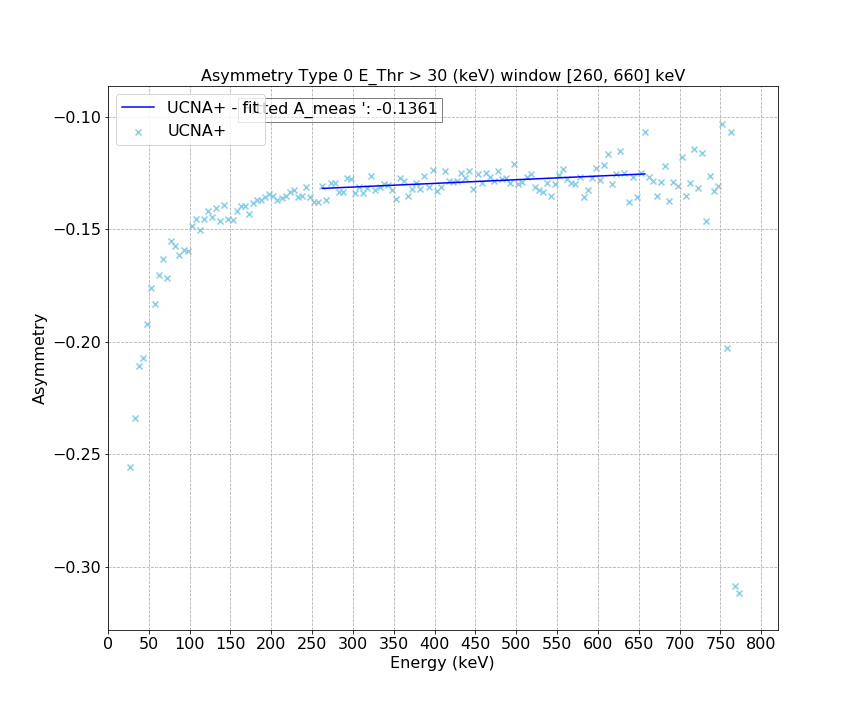 Asymmetry Type 0 E_Thr > 30 (keV) window [260, 660] keV
UCNA+ - fitted A_meas ': -0.1361
UCNA+
Asymmetry
−0.10
−0.15
−0.20
−0.25
−0.30
0 50 100 150 200 250 300 350 400 450 500 550 600 650 700 750 800
Energy (keV)